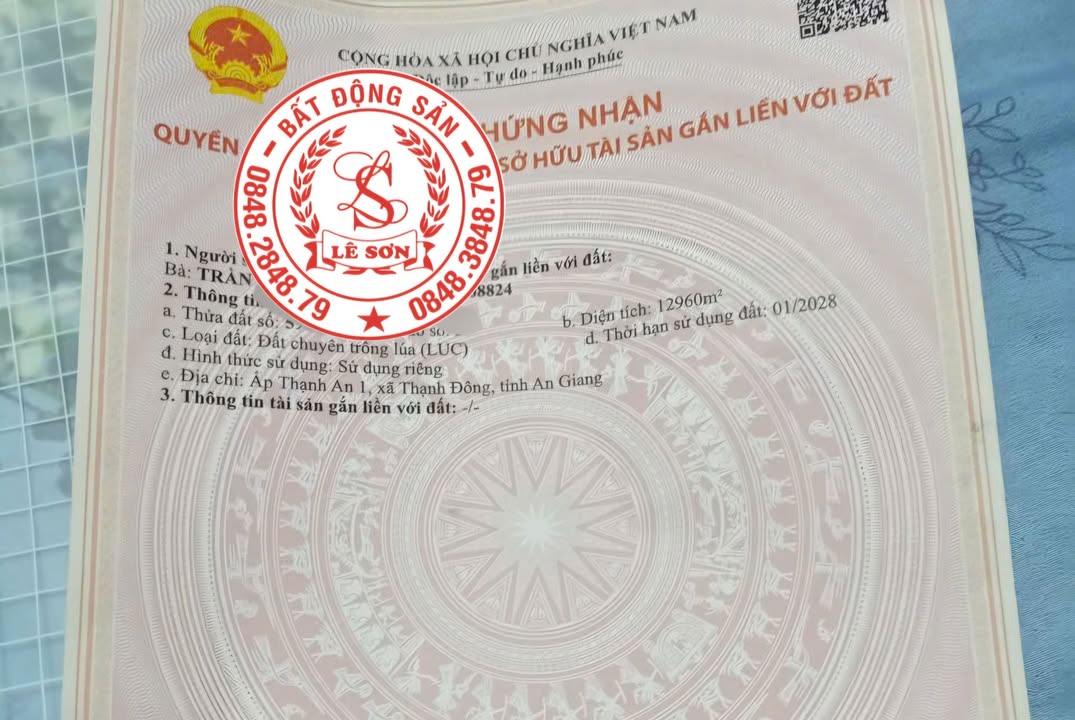 CỘNG HÒA XÃ HỘI CHỦ NGHĨA VIỆT NAM
lập - Tự do - Hạnh phúc
NHẬN
QUYỀN SỞ HỮU TÀI SẢN GẮN LIỀN VỚI ĐẤT
BẤT ĐỘNG SẢN
0848.2848.79
0848.3848.79
LS
LÊ SƠN
1. Người gắn liền với đất:
Bà: TRẦN 8824
2. Thông
a. Thửa đất số: b. Diện tích: 12960m²
c. Loại đất: Đất chuyên trồng lúa (LUC) d. Thời hạn sử dụng đất: 01/2028
đ. Hình thức sử dụng: Sử dụng riêng
e. Địa chỉ: Ấp Thạnh An 1, xã Thạnh Đông, tỉnh An Giang
3. Thông tin tài sản gắn liền với đất: -/-